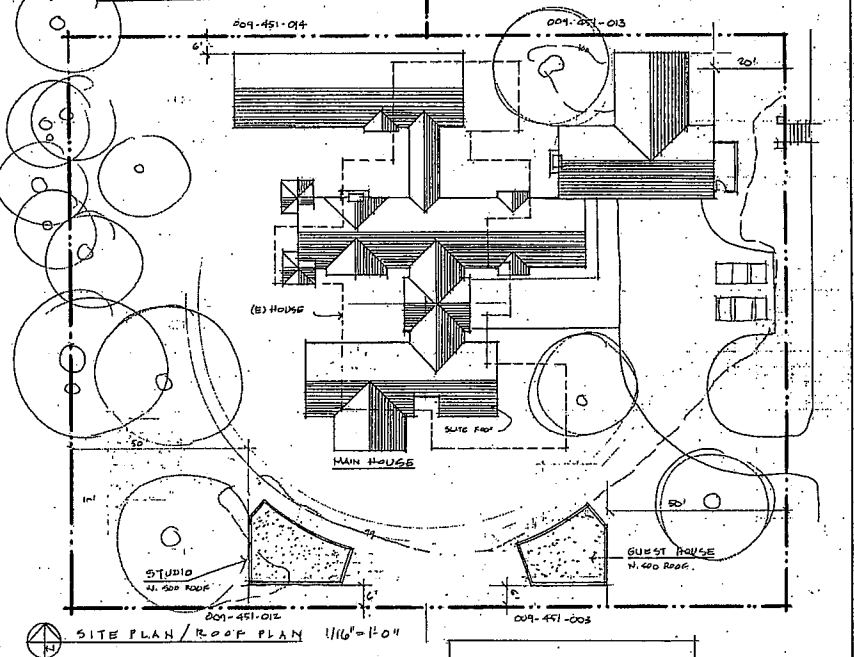 009-451-014
009-451-013
6'
20'
(E) HOUSE
SLATE ROOF
MAIN HOUSE
50'
10'
50'
STUDIO
W. SOD ROOF
GUEST HOUSE
W. SOD ROOF.
6'
009-451-012
009-451-003
N
SITE PLAN/ROOF PLAN 1/16"=1'-0"